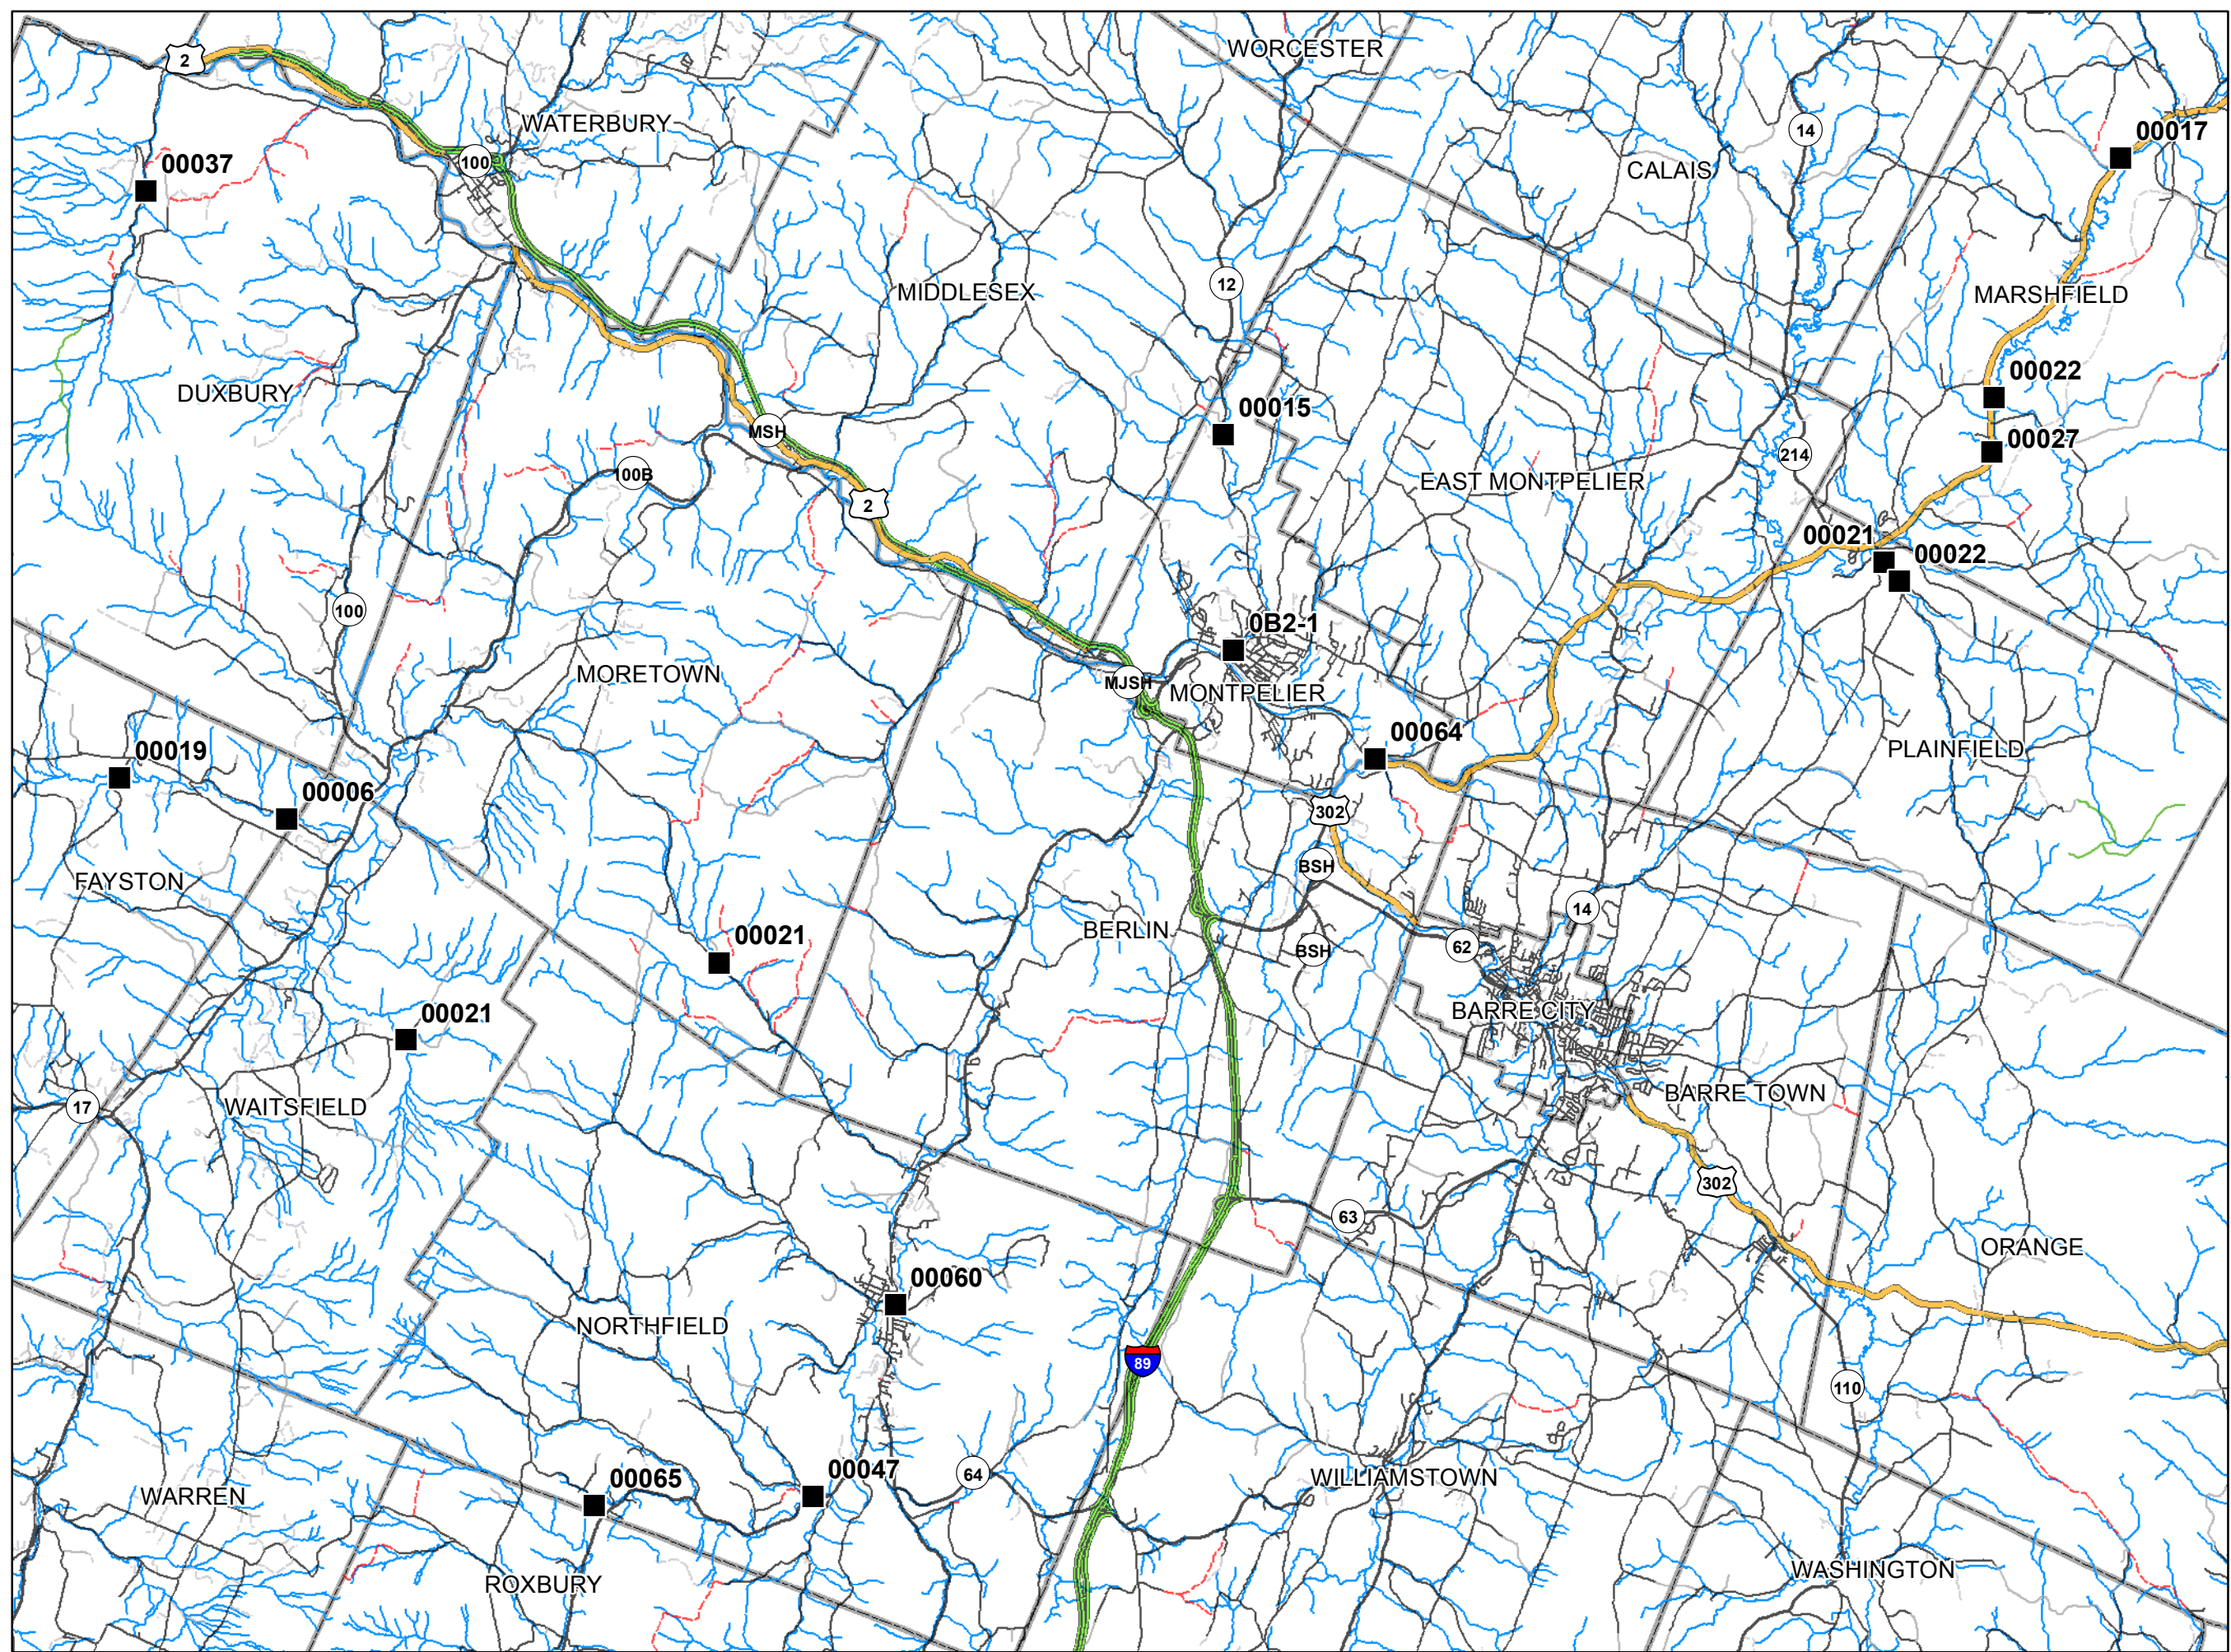 WORCESTER
2
WATERBURY
14
00017
100
00037
CALAIS
12
MIDDLESEX
MARSHFIELD
00022
DUXBURY
00015
MSH
00027
214
100B
EAST MONTPELIER
2
00021
00022
100
0B2-1
MORETOWN
MJSH
MONTPELIER
00064
PLAINFIELD
00019
00006
302
BSH
FAYSTON
14
BERLIN
00021
62
BSH
00021
BARRE CITY
BARRE TOWN
17
WAITSFIELD
302
63
ORANGE
00060
NORTHFIELD
89
110
00047
00065
64
WILLIAMSTOWN
WARREN
WASHINGTON
ROXBURY